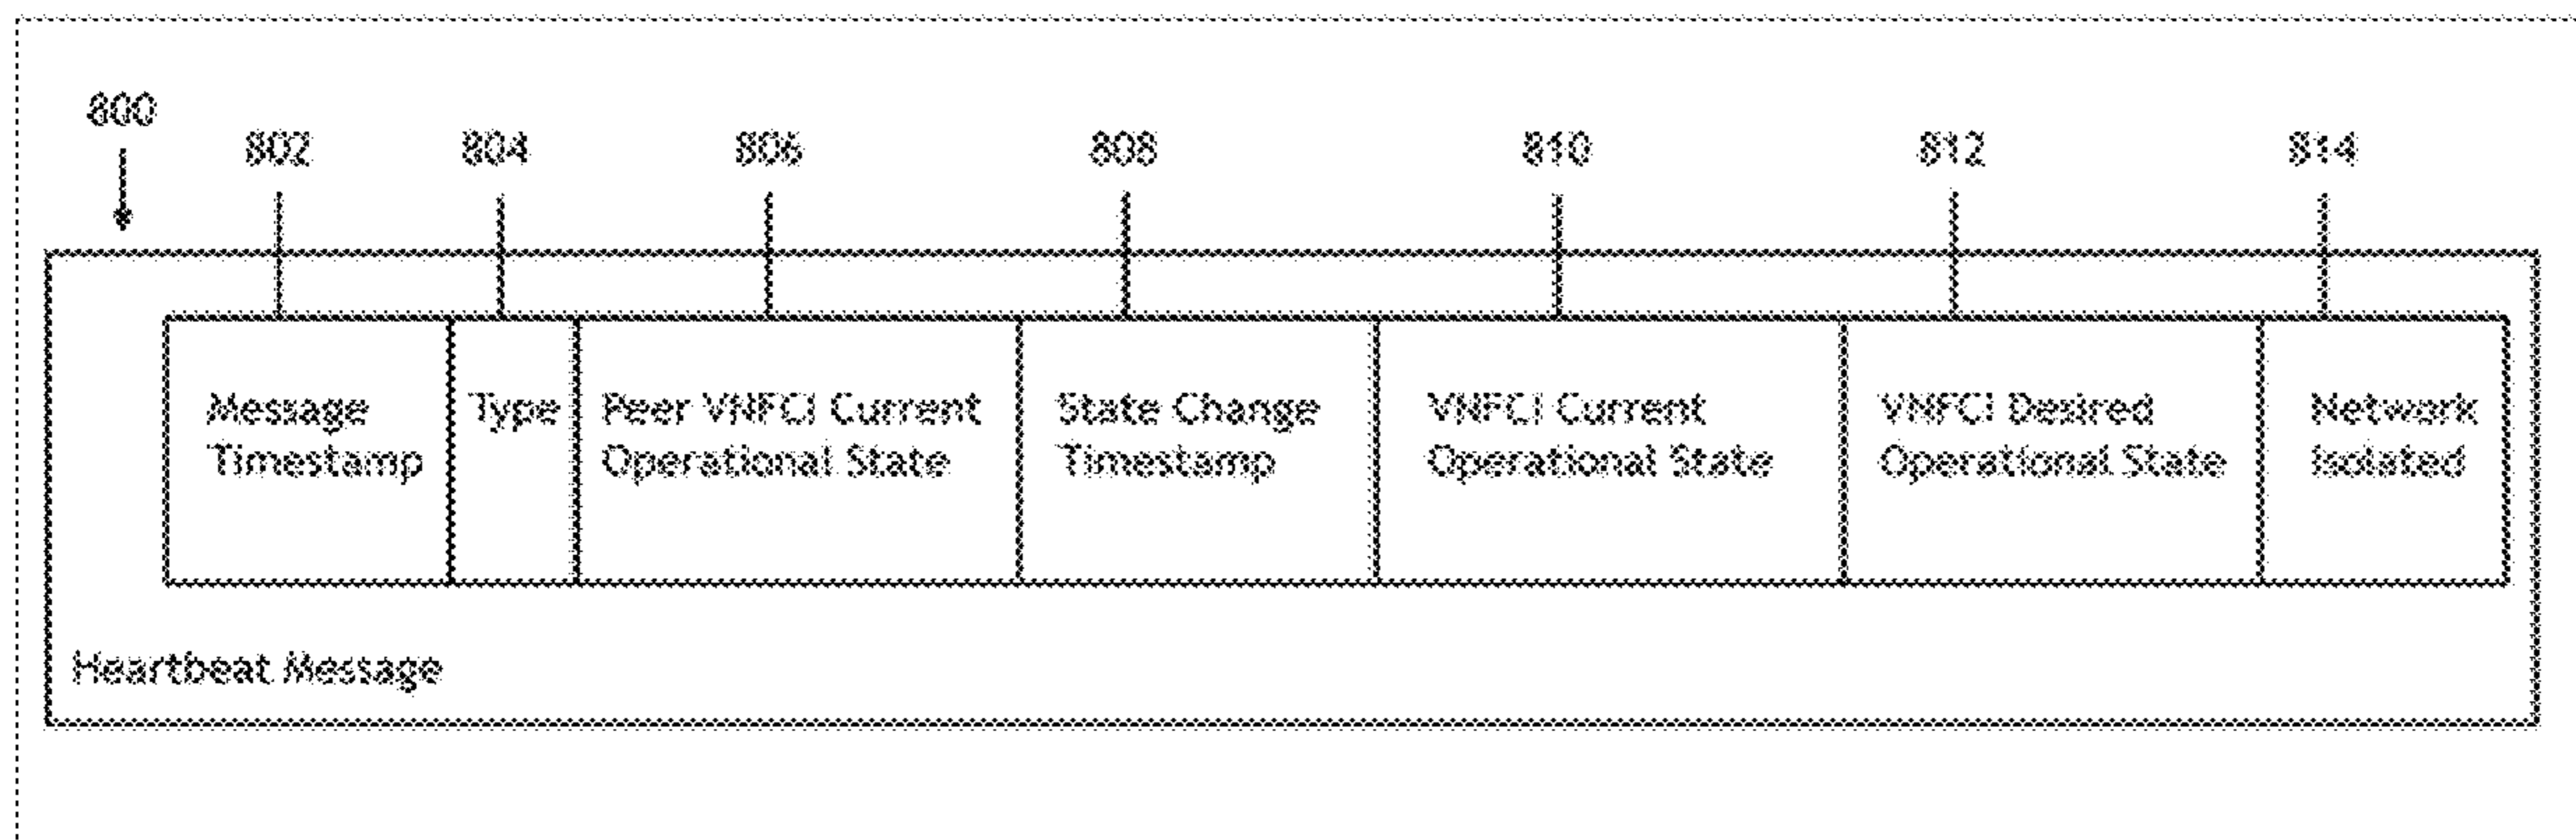 800
802 804 806 808 810 812 814
Message Type Peer VNFCI Current State Change VNFCI Current VNFCI Desired Network
Timestamp Operational State Timestamp Operational State Operational State Isolated
Heartbeat Message